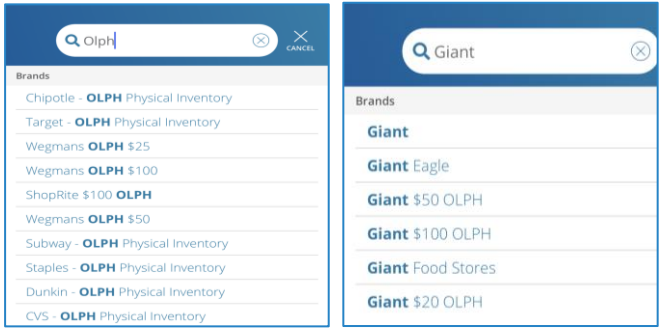 Olph
CANCEL
Brands
Chipotle - OLPH Physical Inventory
Target - OLPH Physical Inventory
Wegmans OLPH $25
Wegmans OLPH $100
ShopRite $100 OLPH
Wegmans OLPH $50
Subway - OLPH Physical Inventory
Staples - OLPH Physical Inventory
Dunkin - OLPH Physical Inventory
CVS - OLPH Physical Inventory
Giant
Brands
Giant
Giant Eagle
Giant $50 OLPH
Giant $100 OLPH
Giant Food Stores
Giant $20 OLPH